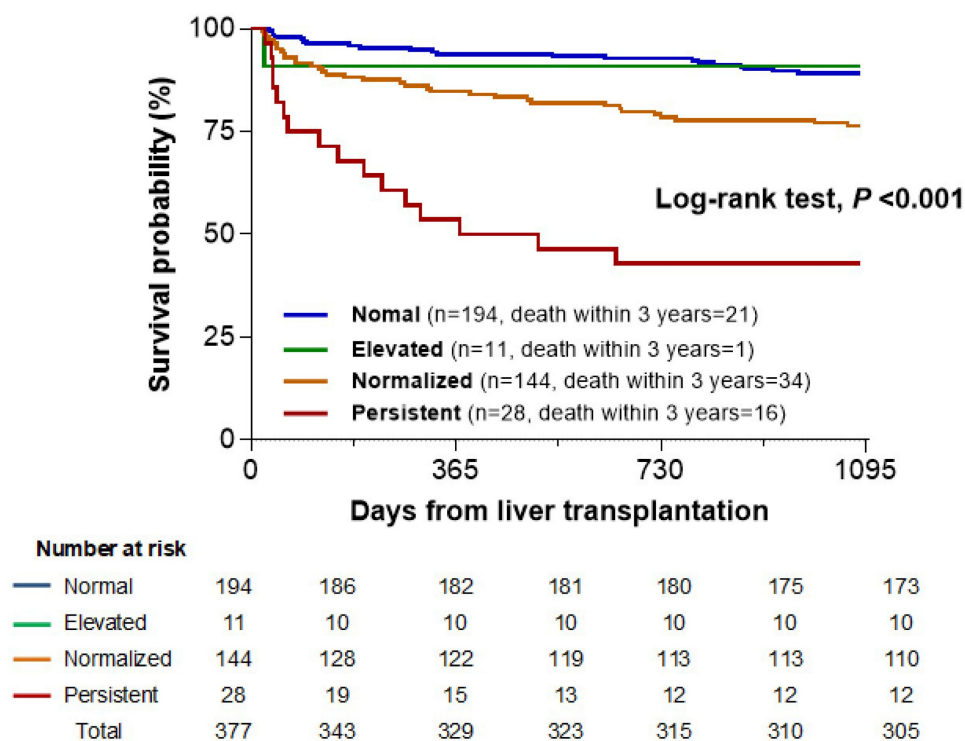 100
75
50
25
0
Survival probability (%)
Log-rank test, P <0.001
Nomal (n=194, death within 3 years=21)
Elevated (n=11, death within 3 years=1)
Normalized (n=144, death within 3 years=34)
Persistent (n=28, death within 3 years=16)
0 365 730 1095
Days from liver transplantation
Number at risk
Normal 194 186 182 181 180 175 173
Elevated 11 10 10 10 10 10 10
Normalized 144 128 122 119 113 113 110
Persistent 28 19 15 13 12 12 12
Total 377 343 329 323 315 310 305